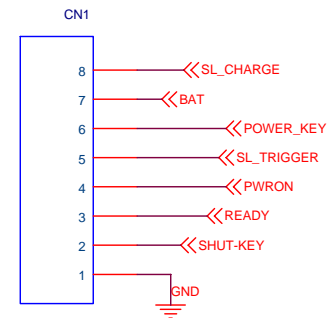 CN1
8 SL_CHARGE
7 BAT
6 POWER_KEY
5 SL_TRIGGER
4 PWRON
3 READY
2 SHUT-KEY
1
GND